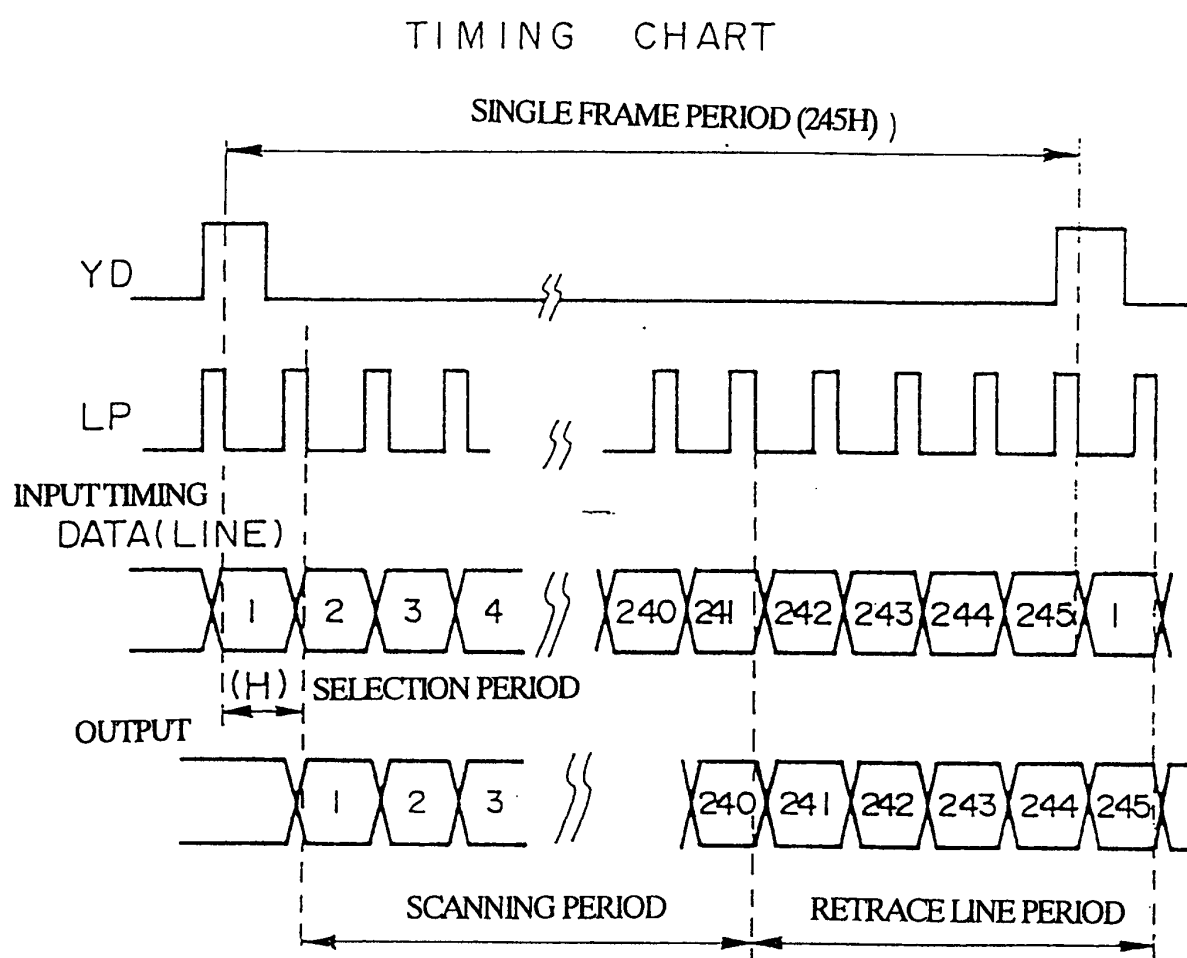 TIMING CHART
SINGLE FRAME PERIOD (245H) )
YD
LP
INPUT TIMING
DATA(LINE)
1 2 3 4 240 241 242 243 244 245 1
(H) SELECTION PERIOD
OUTPUT
1 2 3 240 241 242 243 244 245
SCANNING PERIOD RETRACE LINE PERIOD